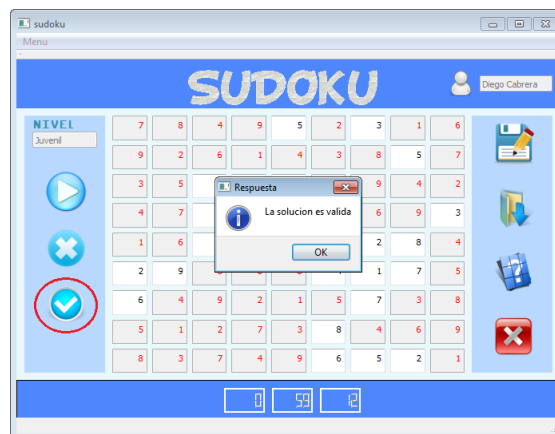 sudoku
Menu
SUDOKU
Diego Cabrera
NIVEL
Juvenil
7 8 4 9 5 2 3 1 6
9 2 6 1 4 3 8 5 7
3 5 9 4 2
4 7 6 9 3
1 6 2 8 4
2 9 1 7 5
6 4 9 2 1 5 7 3 8
5 1 2 7 3 8 4 6 9
8 3 7 4 9 6 5 2 1
Respuesta
La solucion es valida
OK
0 59 12